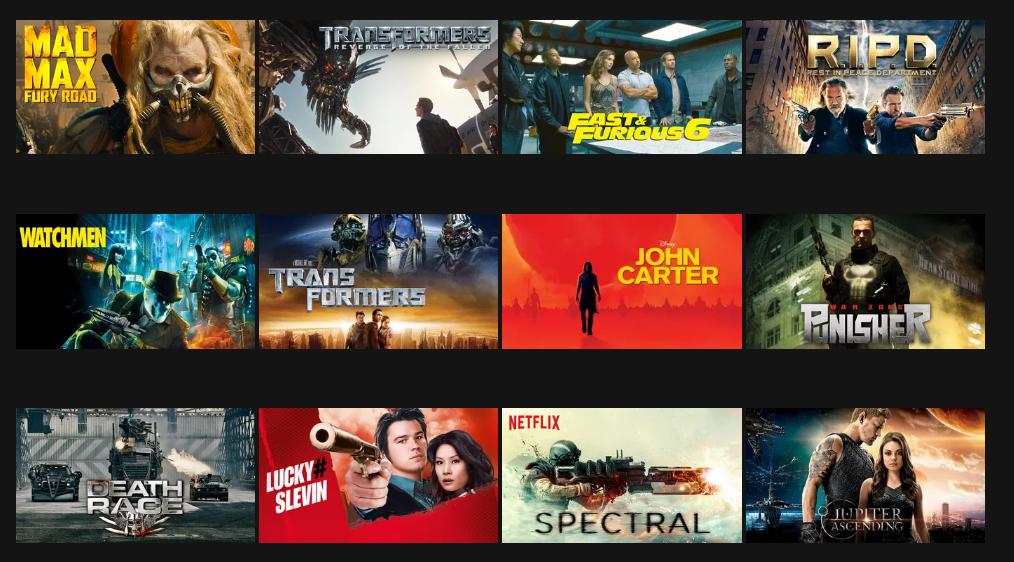 MAD
MAX
FURY ROAD
TRANSFORMERS
REVENGE OF THE FALLEN
FAST &
FURIOUS 6
R.I.P.D.
REST IN PEACE DEPARTMENT
WATCHMEN
TRANS
FORMERS
Disney
JOHN
CARTER
WAR ZONE
PUNISHER
DEATH
RACE
LUCKY#
SLEVIN
NETFLIX
SPECTRAL
JUPITER
ASCENDING